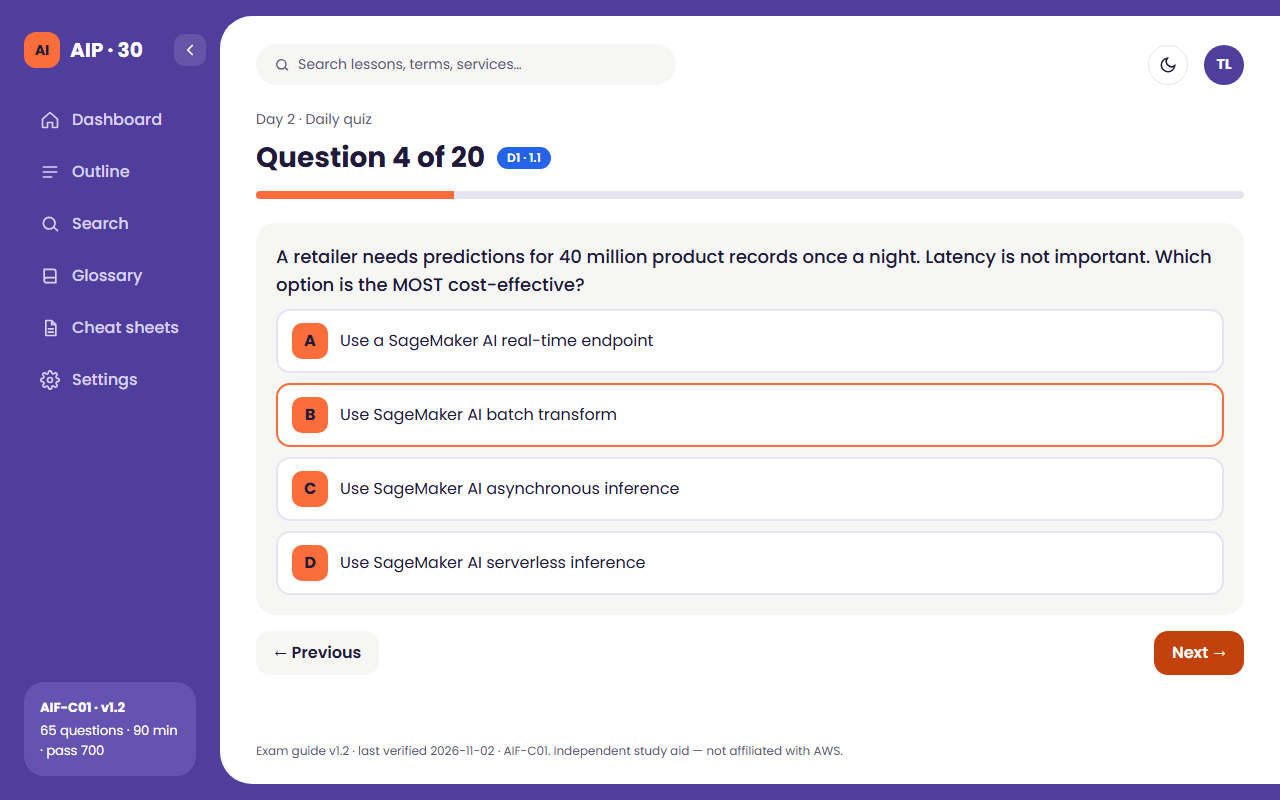 AI
AIP · 30
Dashboard
Outline
Search
Glossary
Cheat sheets
Settings
AIF-C01 · v1.2
65 questions · 90 min
· pass 700
Search lessons, terms, services…
TL
Day 2 · Daily quiz
Question 4 of 20
D1 · 1.1
A retailer needs predictions for 40 million product records once a night. Latency is not important. Which
option is the MOST cost-effective?
A Use a SageMaker AI real-time endpoint
B Use SageMaker AI batch transform
C Use SageMaker AI asynchronous inference
D Use SageMaker AI serverless inference
← Previous
Next →
Exam guide v1.2 · last verified 2026-11-02 · AIF-C01. Independent study aid — not affiliated with AWS.